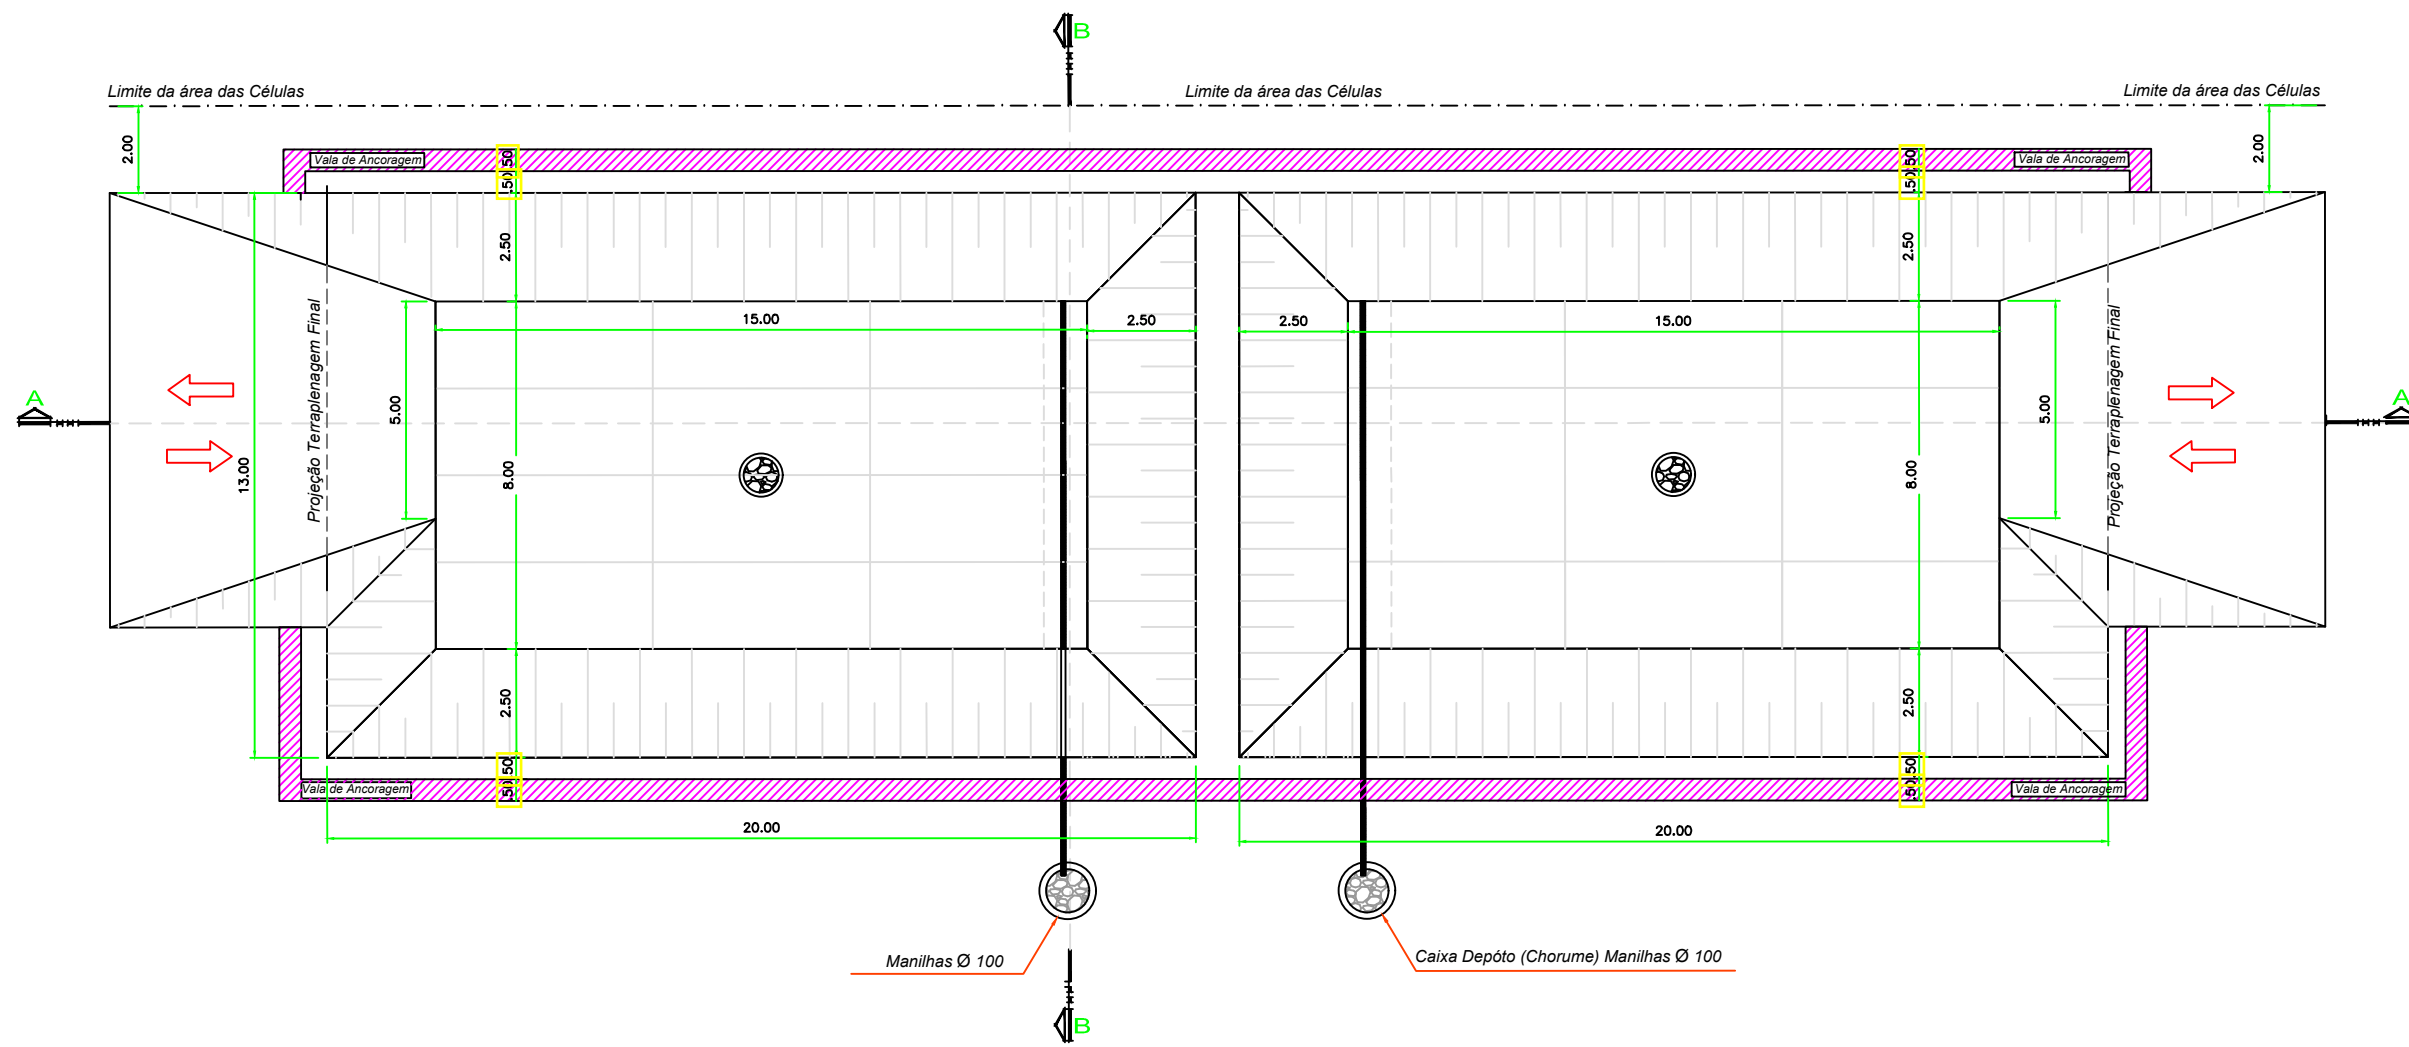 B
Limite da área das Células
Limite da área das Células
Limite da área das Células
2.00
2.00
Vala de Ancoragem
Vala de Ancoragem
.50
.50
.50
.50
2.50
2.50
15.00
2.50
2.50
15.00
Projeção Terraplenagem Final
Projeção Terraplenagem Final
A
A
5.00
5.00
13.00
8.00
8.00
2.50
2.50
.50
.50
.50
.50
Vala de Ancoragem
Vala de Ancoragem
20.00
20.00
Manilhas Ø 100
Caixa Depóto (Chorume) Manilhas Ø 100
B